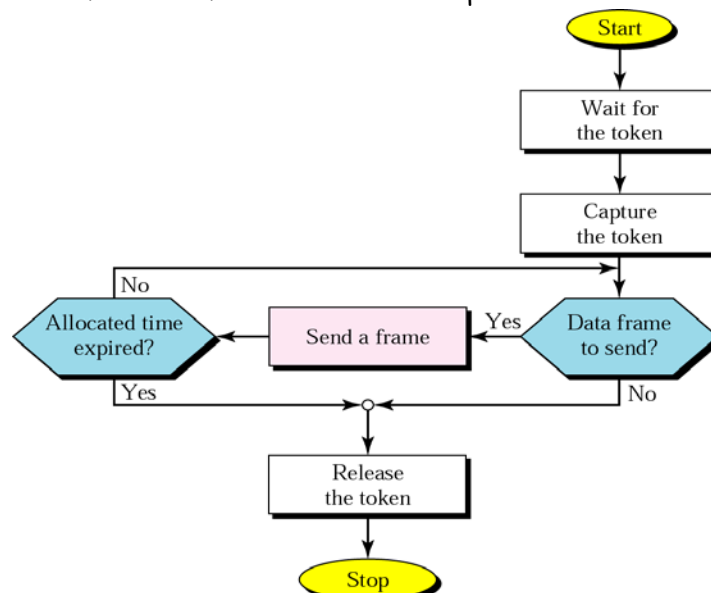 Start
Wait for
the token
Capture
the token
No
Allocated time
expired?
Send a frame
Yes
Data frame
to send?
Yes
No
Release
the token
Stop